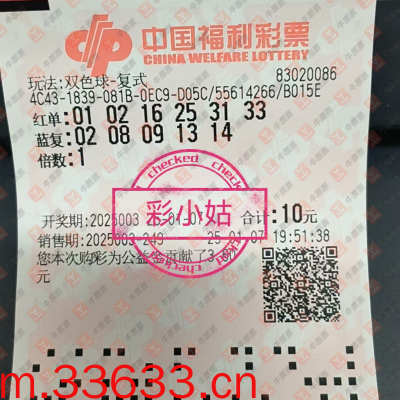 中国福利彩票
CHINA WELFARE LOTTERY
玩法:双色球-复式 83020086
4C43-1839-081B-0EC9-D05C/55614266/B015E
红单:01 02 16 25 31 33
蓝复:02 08 09 13 14
倍数:1
checked
彩小姑
checked
开奖期:2025003 合计:10元
销售期:2025003-249 25-01-07 19:51:38
您本次购彩为公益金贡献了3.60
元
m.33633.cn